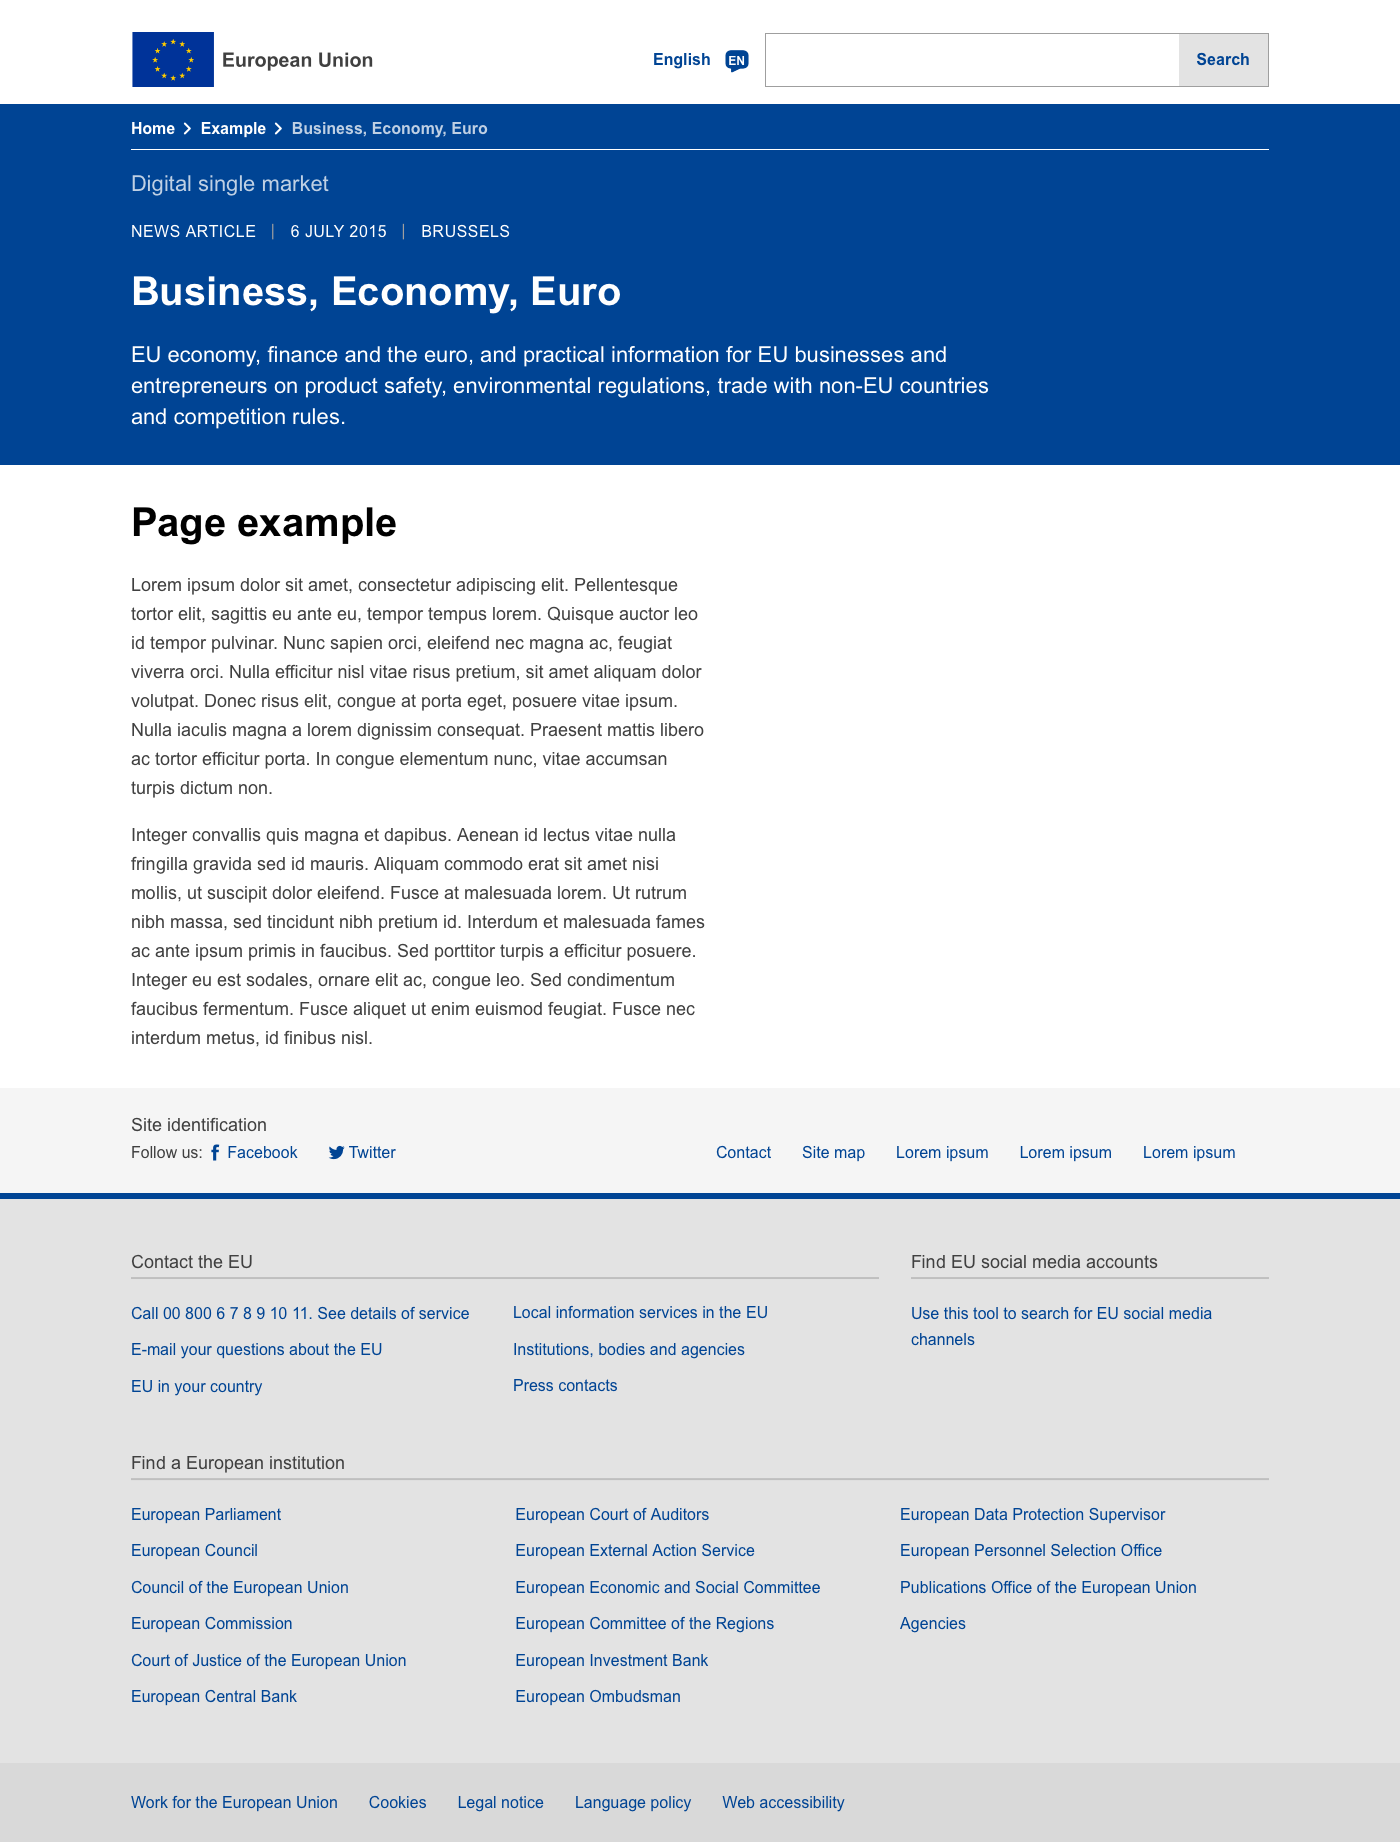 European Union
English EN
Search
Home Example Business, Economy, Euro
Digital single market
NEWS ARTICLE | 6 JULY 2015 | BRUSSELS
Business, Economy, Euro
EU economy, finance and the euro, and practical information for EU businesses and
entrepreneurs on product safety, environmental regulations, trade with non-EU countries
and competition rules.
Page example
Lorem ipsum dolor sit amet, consectetur adipiscing elit. Pellentesque
tortor elit, sagittis eu ante eu, tempor tempus lorem. Quisque auctor leo
id tempor pulvinar. Nunc sapien orci, eleifend nec magna ac, feugiat
viverra orci. Nulla efficitur nisl vitae risus pretium, sit amet aliquam dolor
volutpat. Donec risus elit, congue at porta eget, posuere vitae ipsum.
Nulla iaculis magna a lorem dignissim consequat. Praesent mattis libero
ac tortor efficitur porta. In congue elementum nunc, vitae accumsan
turpis dictum non.
Integer convallis quis magna et dapibus. Aenean id lectus vitae nulla
fringilla gravida sed id mauris. Aliquam commodo erat sit amet nisi
mollis, ut suscipit dolor eleifend. Fusce at malesuada lorem. Ut rutrum
nibh massa, sed tincidunt nibh pretium id. Interdum et malesuada fames
ac ante ipsum primis in faucibus. Sed porttitor turpis a efficitur posuere.
Integer eu est sodales, ornare elit ac, congue leo. Sed condimentum
faucibus fermentum. Fusce aliquet ut enim euismod feugiat. Fusce nec
interdum metus, id finibus nisl.
Site identification
Follow us: Facebook Twitter
Contact Site map Lorem ipsum Lorem ipsum Lorem ipsum
Contact the EU
Call 00 800 6 7 8 9 10 11. See details of service
E-mail your questions about the EU
EU in your country
Local information services in the EU
Institutions, bodies and agencies
Press contacts
Find EU social media accounts
Use this tool to search for EU social media
channels
Find a European institution
European Parliament
European Council
Council of the European Union
European Commission
Court of Justice of the European Union
European Central Bank
European Court of Auditors
European External Action Service
European Economic and Social Committee
European Committee of the Regions
European Investment Bank
European Ombudsman
European Data Protection Supervisor
European Personnel Selection Office
Publications Office of the European Union
Agencies
Work for the European Union Cookies Legal notice Language policy Web accessibility